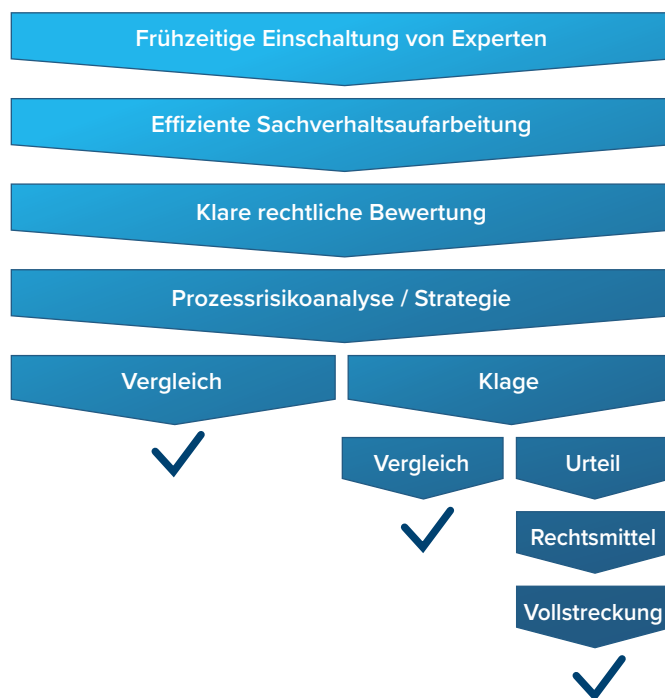 Frühzeitige Einschaltung von Experten
Effiziente Sachverhaltsaufarbeitung
Klare rechtliche Bewertung
Prozessrisikoanalyse / Strategie
Vergleich
Klage
Vergleich
Urteil
Rechtsmittel
Vollstreckung